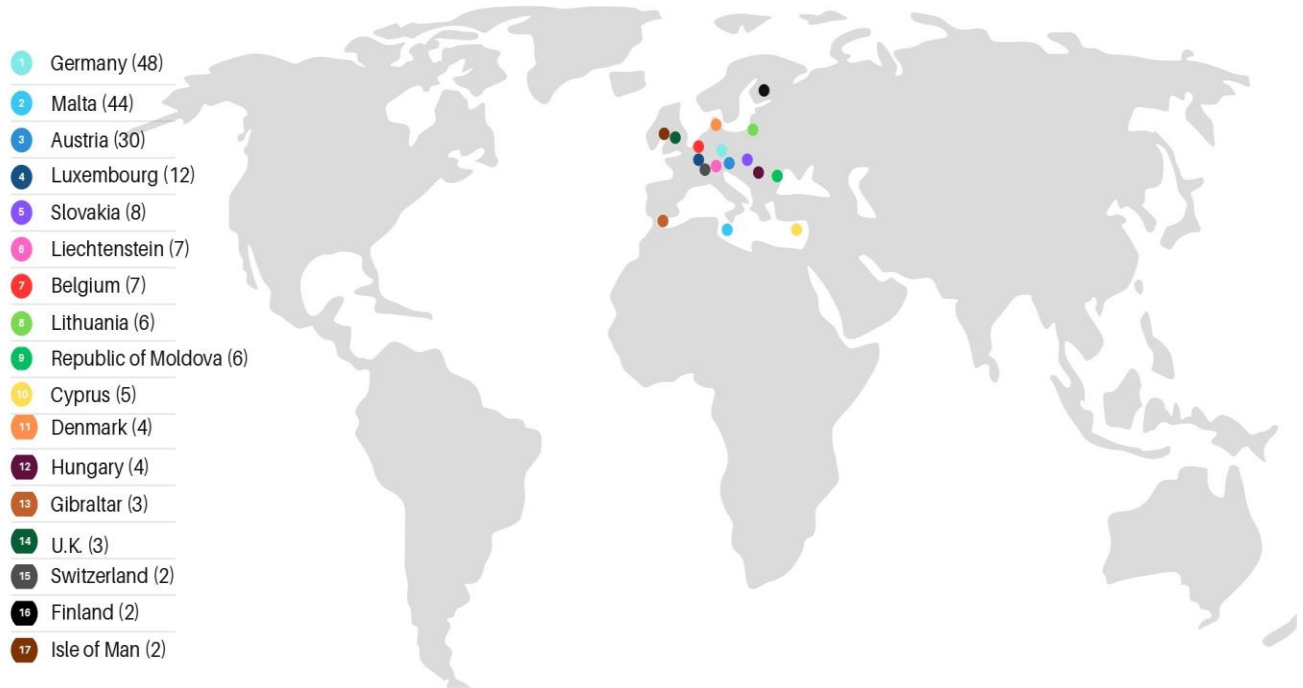 1 Germany (48)
2 Malta (44)
3 Austria (30)
4 Luxembourg (12)
5 Slovakia (8)
6 Liechtenstein (7)
7 Belgium (7)
8 Lithuania (6)
9 Republic of Moldova (6)
10 Cyprus (5)
11 Denmark (4)
12 Hungary (4)
13 Gibraltar (3)
14 U.K. (3)
15 Switzerland (2)
16 Finland (2)
17 Isle of Man (2)